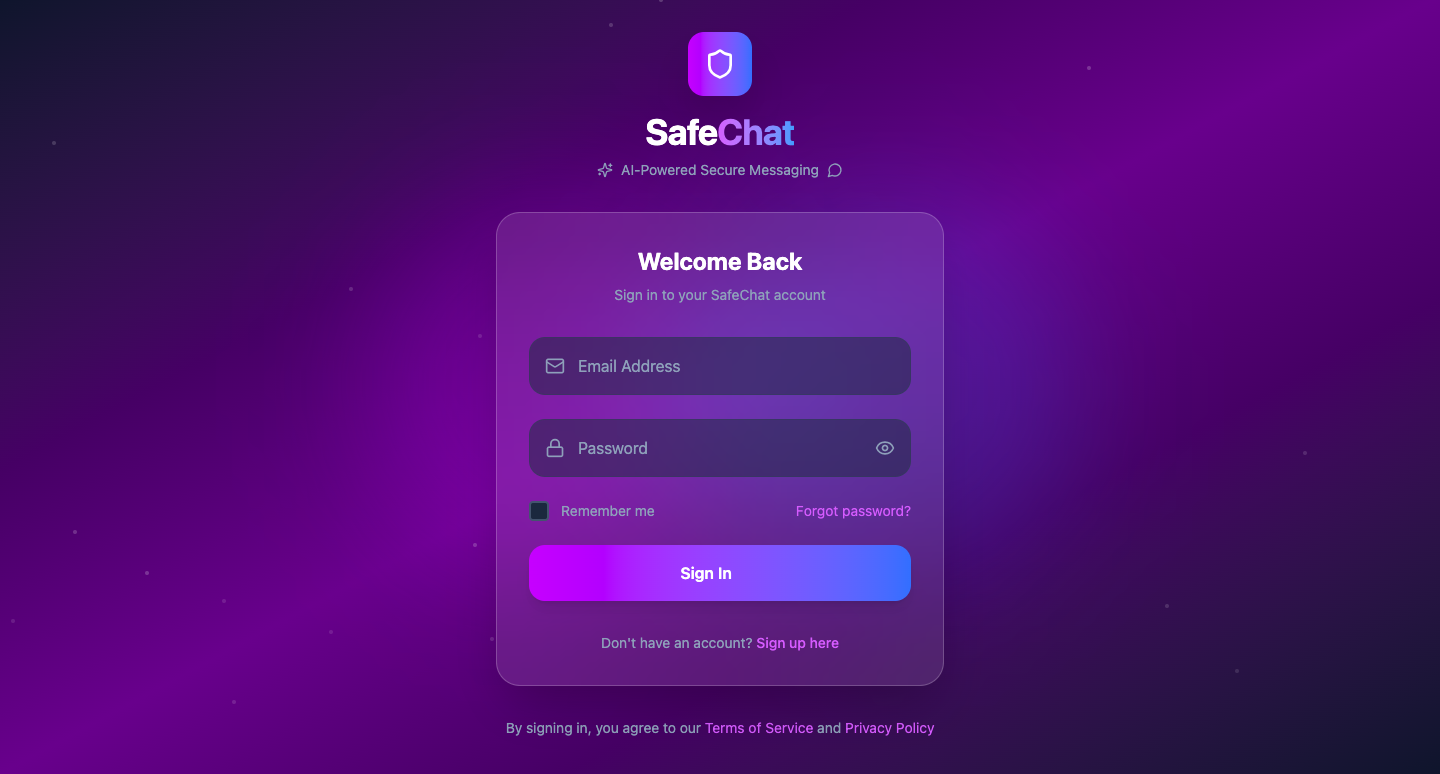 SafeChat
AI-Powered Secure Messaging
Welcome Back
Sign in to your SafeChat account
Email Address
Password
Remember me Forgot password?
Sign In
Don't have an account? Sign up here
By signing in, you agree to our Terms of Service and Privacy Policy